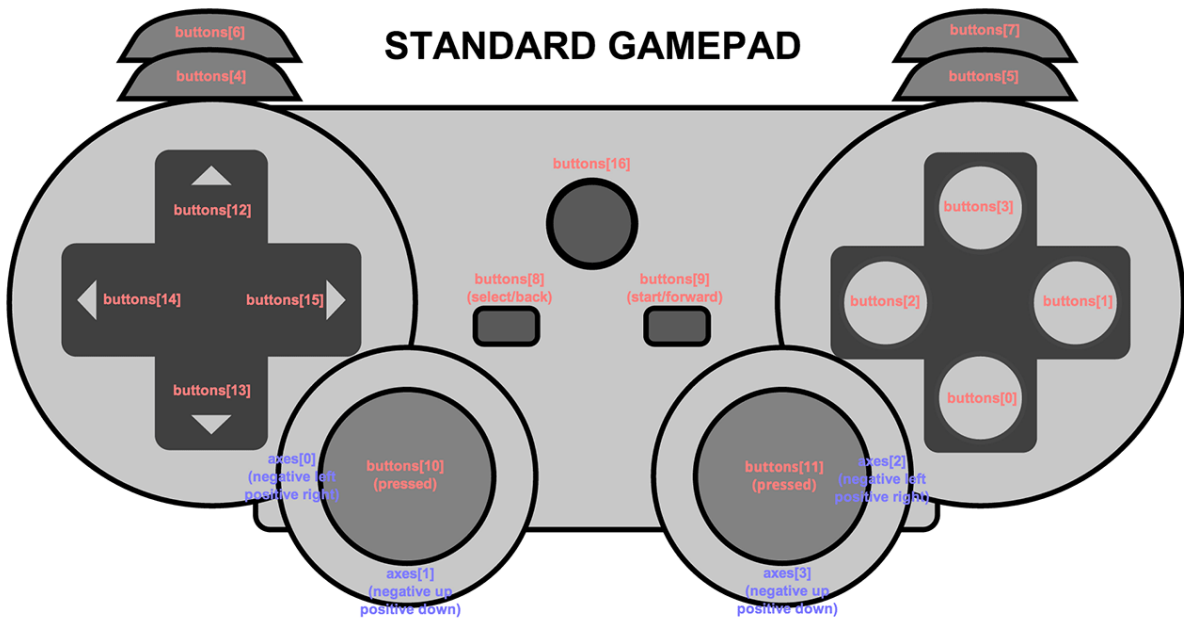 STANDARD GAMEPAD
buttons[6]
buttons[4]
buttons[7]
buttons[5]
buttons[16]
buttons[12]
buttons[14]
buttons[15]
buttons[13]
buttons[8]
(select/back)
buttons[9]
(start/forward)
buttons[3]
buttons[2]
buttons[1]
buttons[0]
axes[0]
(negative left
positive right)
buttons[10]
(pressed)
axes[1]
(negative up
positive down)
buttons[11]
(pressed)
axes[2]
(negative left
positive right)
axes[3]
(negative up
positive down)